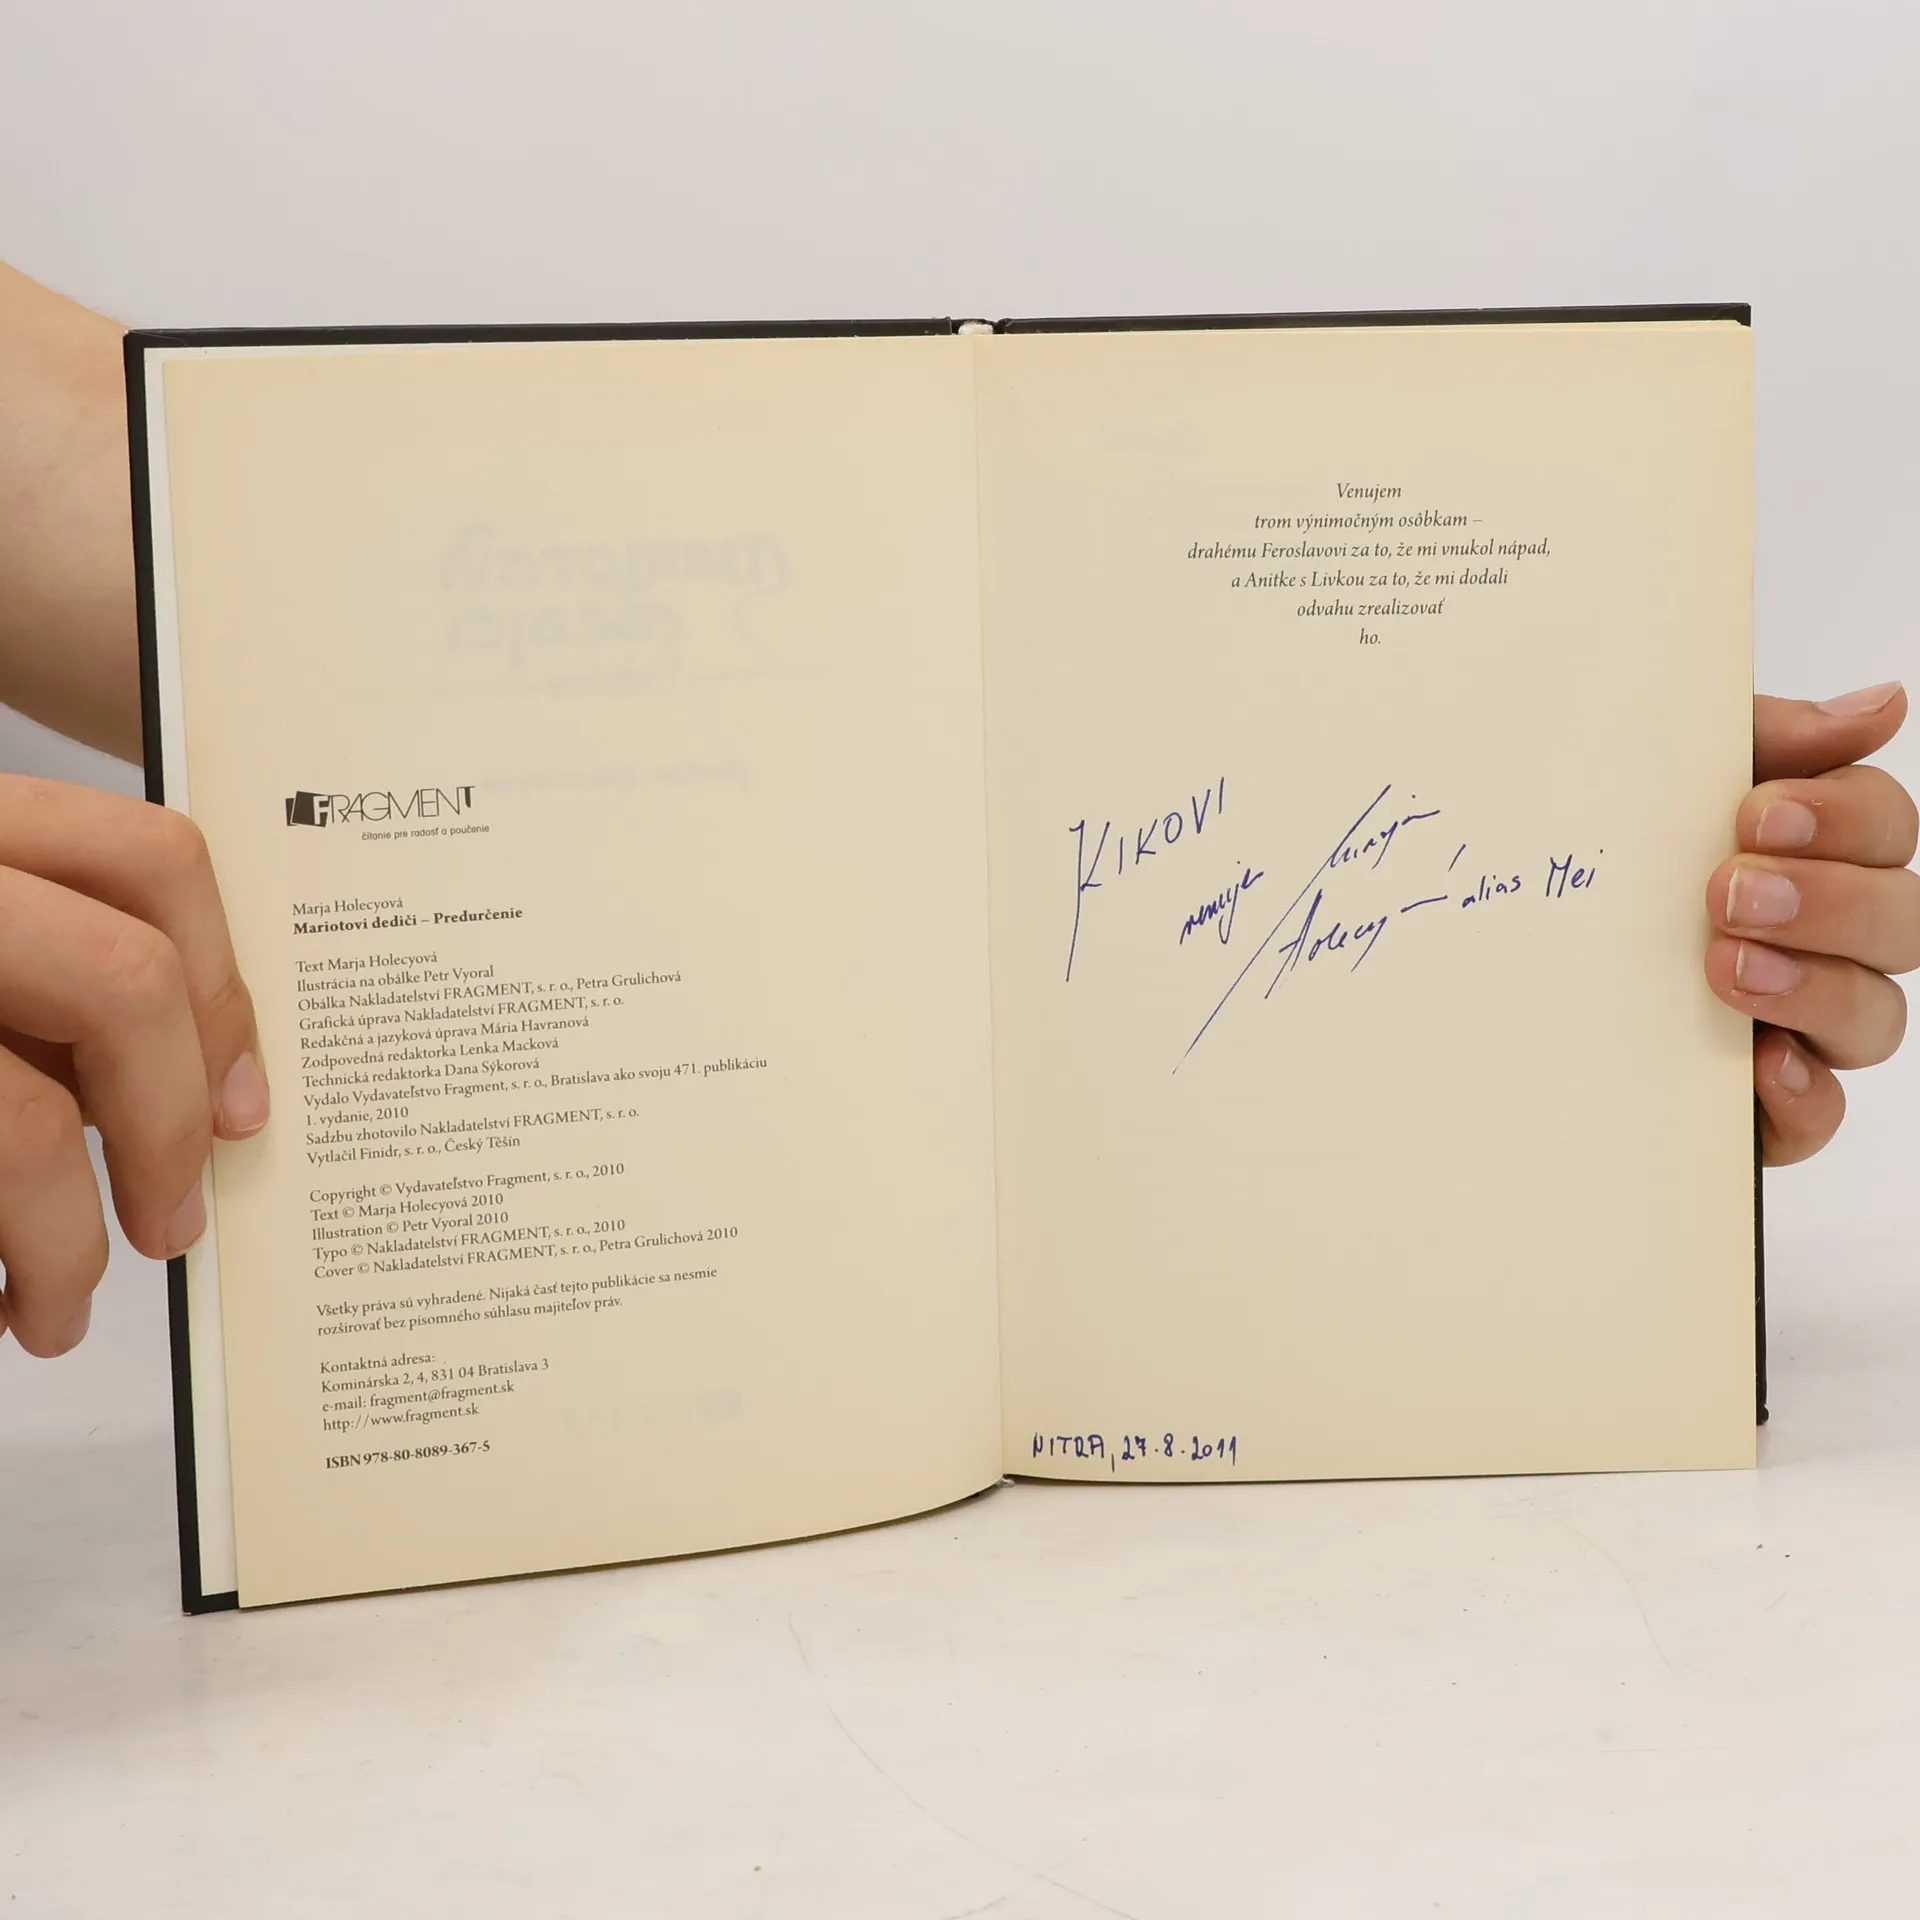 FRAGMENT
čítanie pre radosť a poučenie
Marja Holecyová
Mariotovi dediči – Predurčenie
Text Marja Holecyová
Ilustrácia na obálke Petr Vyoral
Obálka Nakladatelství FRAGMENT, s. r. o., Petra Grulichová
Grafická úprava Nakladatelství FRAGMENT, s. r. o.
Redakčná a jazyková úprava Mária Havranová
Zodpovedná redaktorka Lenka Macková
Technická redaktorka Dana Sýkorová
Vydalo Vydavateľstvo Fragment, s. r. o., Bratislava ako svoju 471. publikáciu
1. vydanie, 2010
Sadzbu zhotovilo Nakladatelství FRAGMENT, s. r. o.
Vytlačil Finidr, s. r. o., Český Těšín
Copyright © Vydavateľstvo Fragment, s. r. o., 2010
Text © Marja Holecyová 2010
Illustration © Petr Vyoral 2010
Typo © Nakladatelství FRAGMENT, s. r. o., 2010
Cover © Nakladatelství FRAGMENT, s. r. o., Petra Grulichová 2010
Všetky práva sú vyhradené. Nijaká časť tejto publikácie sa nesmie
rozširovať bez písomného súhlasu majiteľov práv.
Kontaktná adresa:
Kominárska 2, 4, 831 04 Bratislava 3
e-mail: fragment@fragment.sk
http://www.fragment.sk
ISBN 978-80-8089-367-5
Venujem
trom výnimočným osôbkam –
drahému Feroslavovi za to, že mi vnukol nápad,
a Anitke s Livkou za to, že mi dodali
odvahu zrealizovať
ho.
KIKOVI
venuje
Holecy — alias Mei
NITRA, 27.8.2011